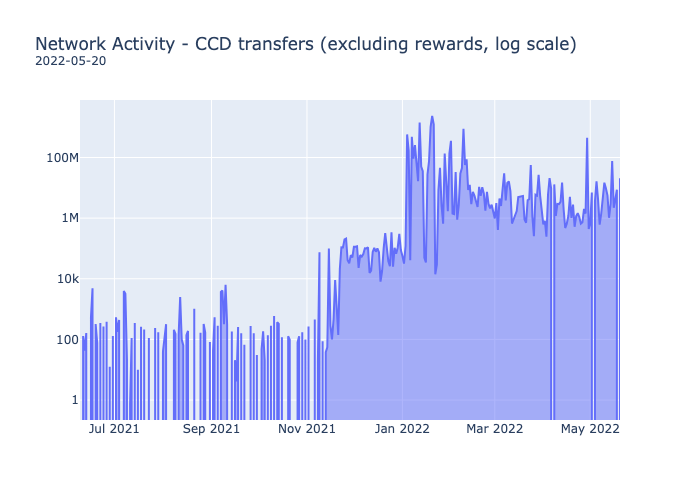 Network Activity - CCD transfers (excluding rewards, log scale)
2022-05-20
100M
1M
10k
100
1
Jul 2021
Sep 2021
Nov 2021
Jan 2022
Mar 2022
May 2022